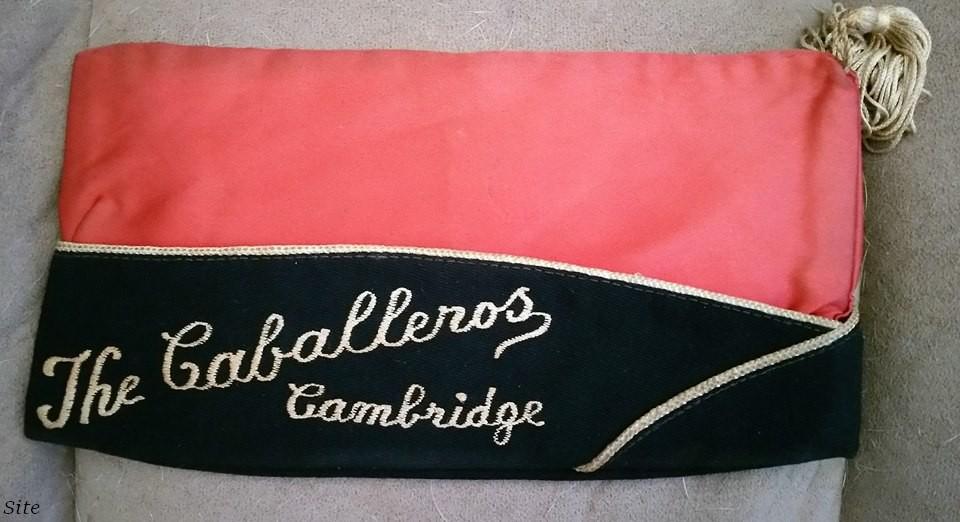 The Caballeros
Cambridge
Site